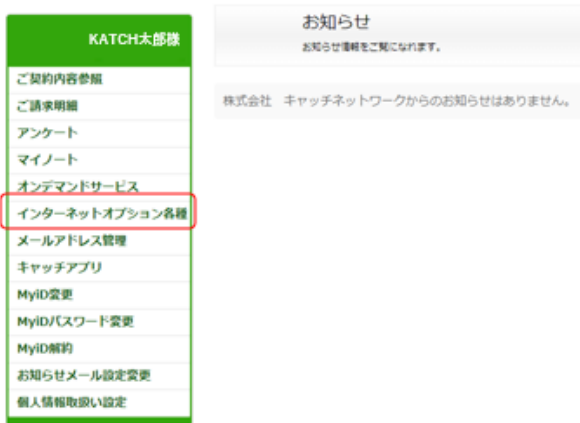 KATCH太郎様
ご契約内容参照
ご請求明細
アンケート
マイノート
オンデマンドサービス
インターネットオプション各種
メールアドレス管理
キャッチアプリ
MyiD変更
MyiDパスワード変更
MyiD解約
お知らせメール設定変更
個人情報取扱い設定
お知らせ
お知らせ情報をご覧になれます。
株式会社　キャッチネットワークからのお知らせはありません。